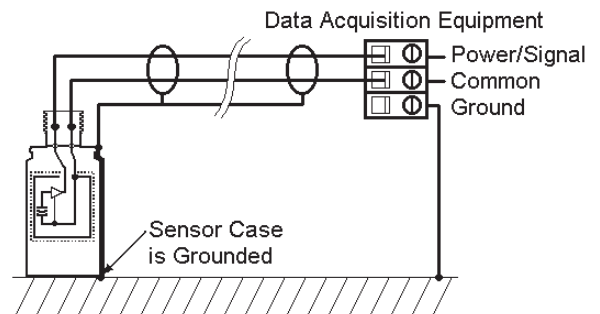 Data Acquisition Equipment
Power/Signal
Common
Ground
Sensor Case
is Grounded